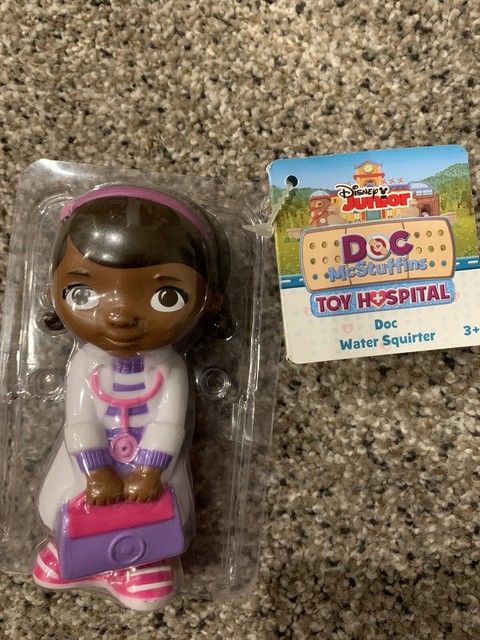 Disney
Junior
DOC
McStuffins
TOY HOSPITAL
Doc
Water Squirter
3+